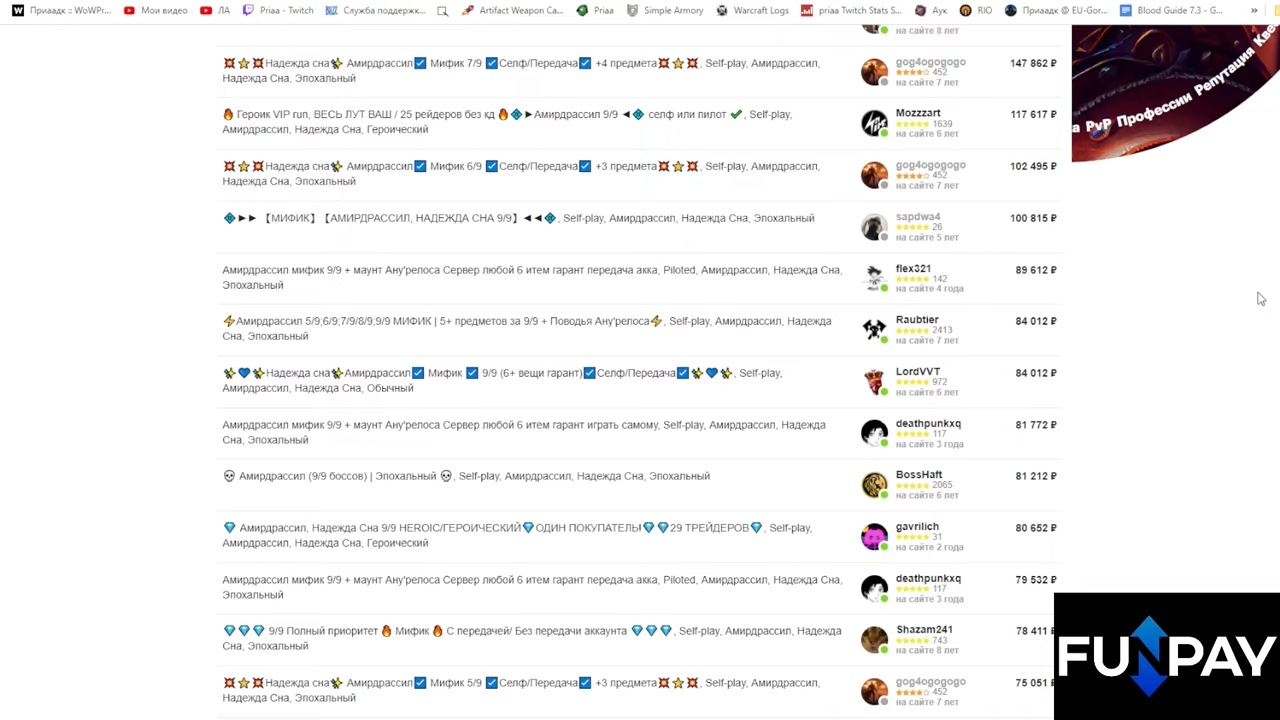 Приаадк :: WoWPr...
Мои видео
ЛА
Priaa - Twitch
Служба поддержк...
Artifact Weapon Ca...
Priaa
Simple Armory
Warcraft Logs
priaa Twitch Stats S...
Аук
RIO
Приаадк @ EU-Gor...
Blood Guide 7.3 - G...
»
на сайте 8 лет
💥⭐💥Надежда сна✨ Амирдрассил☑ Мифик 7/9 ☑Селф/Передача☑ +4 предмета💥⭐💥, Self-play, Амирдрассил,
Надежда Сна, Эпохальный
gog4ogogogo
452
на сайте 7 лет
147 862 ₽
🔥 Героик VIP run, ВЕСЬ ЛУТ ВАШ / 25 рейдеров без кд 🔥💠►Амирдрассил 9/9 ◄💠 селф или пилот ✔, Self-play,
Амирдрассил, Надежда Сна, Героический
Mozzzart
1639
на сайте 6 лет
117 617 ₽
💥⭐💥Надежда сна✨ Амирдрассил☑ Мифик 6/9 ☑Селф/Передача☑ +3 предмета💥⭐💥, Self-play, Амирдрассил,
Надежда Сна, Эпохальный
gog4ogogogo
452
на сайте 7 лет
102 495 ₽
💠►►【МИФИК】【АМИРДРАССИЛ, НАДЕЖДА СНА 9/9】◄◄💠, Self-play, Амирдрассил, Надежда Сна, Эпохальный
sapdwa4
26
на сайте 5 лет
100 815 ₽
Амирдрассил мифик 9/9 + маунт Ану'релоса Сервер любой 6 итем гарант передача акка, Piloted, Амирдрассил, Надежда Сна,
Эпохальный
flex321
142
на сайте 4 года
89 612 ₽
⚡Амирдрассил 5/9;6/9;7/9/8/9;9/9 МИФИК | 5+ предметов за 9/9 + Поводья Ану'релоса⚡, Self-play, Амирдрассил, Надежда
Сна, Эпохальный
Raubtier
2413
на сайте 7 лет
84 012 ₽
✨💙✨Надежда сна✨Амирдрассил☑ Мифик ☑ 9/9 (6+ вещи гарант)☑Селф/Передача☑✨💙✨, Self-play,
Амирдрассил, Надежда Сна, Обычный
LordVVT
972
на сайте 6 лет
84 012 ₽
Амирдрассил мифик 9/9 + маунт Ану'релоса Сервер любой 6 итем гарант играть самому, Self-play, Амирдрассил, Надежда
Сна, Эпохальный
deathpunkxq
117
на сайте 3 года
81 772 ₽
💀 Амирдрассил (9/9 боссов) | Эпохальный 💀, Self-play, Амирдрассил, Надежда Сна, Эпохальный
BossHaft
2065
на сайте 6 лет
81 212 ₽
💎 Амирдрассил, Надежда Сна 9/9 HEROIC/ГЕРОИЧЕСКИЙ💎ОДИН ПОКУПАТЕЛЬ!💎 💎29 ТРЕЙДЕРОВ💎, Self-play,
Амирдрассил, Надежда Сна, Героический
gavrilich
31
на сайте 2 года
80 652 ₽
Амирдрассил мифик 9/9 + маунт Ану'релоса Сервер любой 6 итем гарант передача акка, Piloted, Амирдрассил, Надежда Сна,
Эпохальный
deathpunkxq
117
на сайте 3 года
79 532 ₽
💎💎💎 9/9 Полный приоритет 🔥 Мифик 🔥 С передачей/ Без передачи аккаунта 💎💎💎, Self-play, Амирдрассил, Надежда
Сна, Эпохальный
Shazam241
743
на сайте 8 лет
78 411 ₽
💥⭐💥Надежда сна✨ Амирдрассил☑ Мифик 5/9 ☑Селф/Передача☑ +3 предмета💥⭐💥, Self-play, Амирдрассил,
Надежда Сна, Эпохальный
gog4ogogogo
452
на сайте 7 лет
75 051 ₽
а PvP Профессии Репутация Кве
FUNPAY